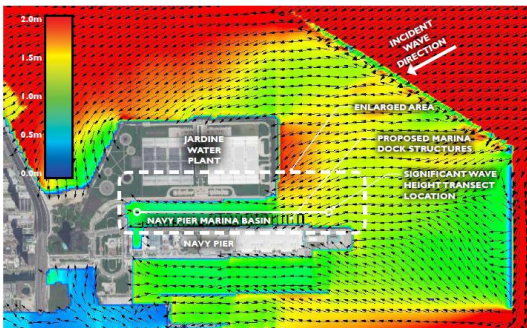 2.0m
1.5m
1.0m
0.5m
0.0m
INCIDENT
WAVE
DIRECTION
ENLARGED AREA
PROPOSED MARINA
DOCK STRUCTURES
SIGNIFICANT WAVE
HEIGHT TRANSECT
LOCATION
JARDINE
WATER
PLANT
NAVY PIER MARINA BASIN
NAVY PIER